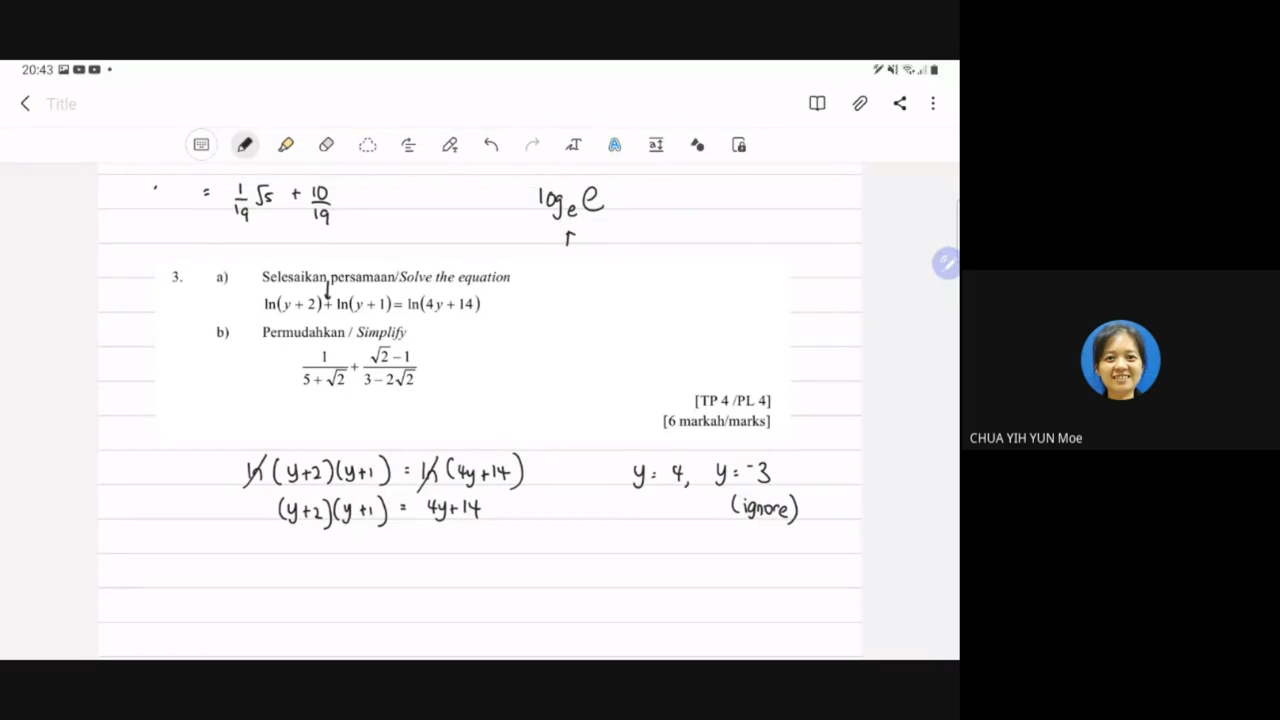 20:43
Title
= 1/19 √5 + 10/19
log_e e
↑
3. a) Selesaikan persamaan/Solve the equation
ln(y + 2) + ln(y + 1) = ln(4y + 14)
b) Permudahkan / Simplify
1/(5 + √2) + (√2 − 1)/(3 − 2√2)
[TP 4 /PL 4]
[6 markah/marks]
ln (y+2)(y+1) = ln (4y+14) y = 4, y = -3
(y+2)(y+1) = 4y+14 (ignore)
CHUA YIH YUN Moe